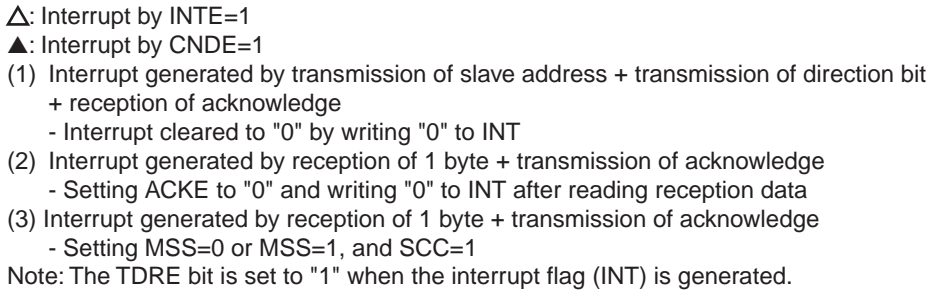 △: Interrupt by INTE=1
▲: Interrupt by CNDE=1
(1) Interrupt generated by transmission of slave address + transmission of direction bit
+ reception of acknowledge
- Interrupt cleared to "0" by writing "0" to INT
(2) Interrupt generated by reception of 1 byte + transmission of acknowledge
- Setting ACKE to "0" and writing "0" to INT after reading reception data
(3) Interrupt generated by reception of 1 byte + transmission of acknowledge
- Setting MSS=0 or MSS=1, and SCC=1
Note: The TDRE bit is set to "1" when the interrupt flag (INT) is generated.